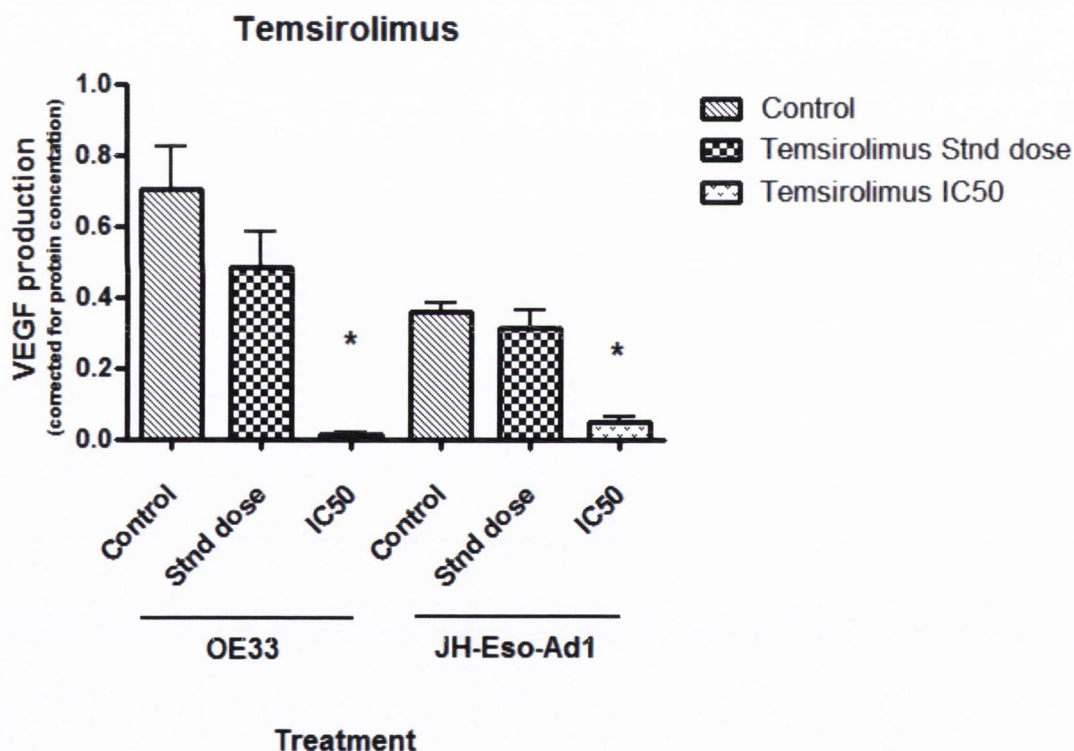 Temsirolimus
VEGF production
(corrected for protein concentration)
1.0
0.8
0.6
0.4
0.2
0.0
*
*
Control
Stnd dose
IC50
Control
Stnd dose
IC50
OE33
JH-Eso-Ad1
Treatment
Control
Temsirolimus Stnd dose
Temsirolimus IC50